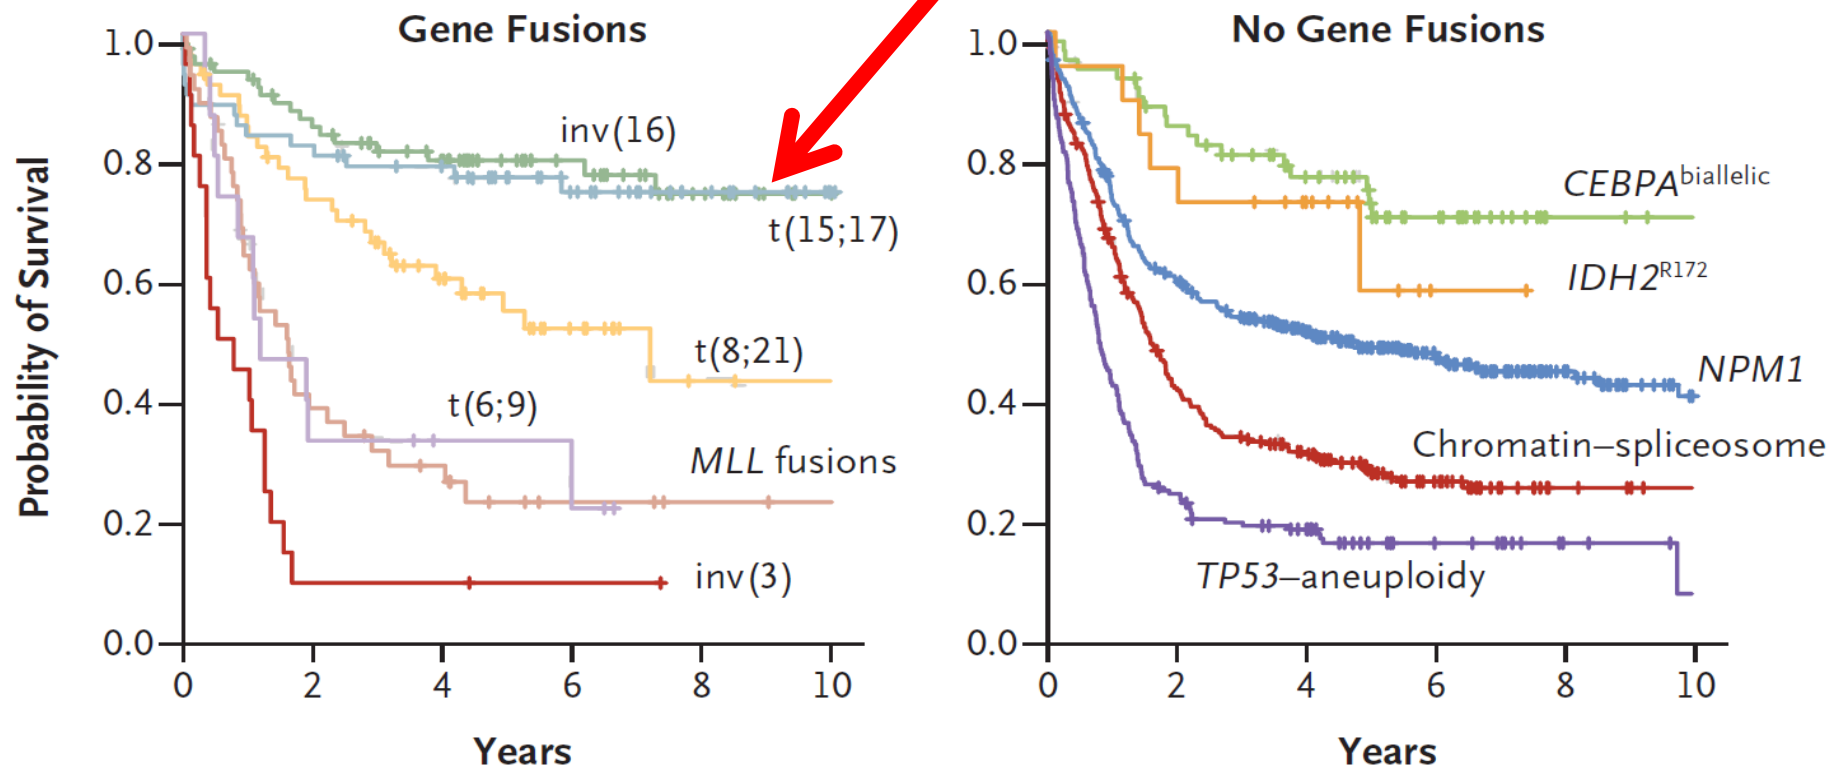 Gene Fusions
Probability of Survival
1.0
0.8
0.6
0.4
0.2
0.0
inv(16)
t(15;17)
t(8;21)
t(6;9)
MLL fusions
inv(3)
0 2 4 6 8 10
Years
No Gene Fusions
1.0
0.8
0.6
0.4
0.2
0.0
CEBPAbiallelic
IDH2R172
NPM1
Chromatin–spliceosome
TP53–aneuploidy
0 2 4 6 8 10
Years